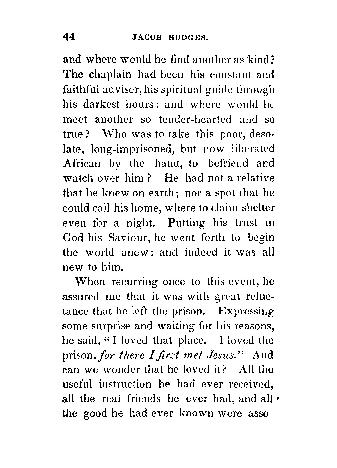 44 JACOB HODGES.
and where would he find another as kind?
The chaplain had been his constant and
faithful adviser, his spiritual guide through
his darkest hours: and where would he
meet another so tender-hearted and so
true? Who was to take this poor, deso-
late, long-imprisoned, but now liberated
African by the hand, to befriend and
watch over him? He had not a relative
that he knew on earth; nor a spot that he
could call his home, where to claim shelter
even for a night. Putting his trust in
God his Saviour, he went forth to begin
the world anew: and indeed it was all
new to him.
When recurring once to this event, he
assured me that it was with great reluc-
tance that he left the prison. Expressing
some surprise and waiting for his reasons,
he said, "I loved that place. I loved the
prison, for there I first met Jesus." And
can we wonder that he loved it? All the
useful instruction he had ever received,
all the real friends he ever had, and all
the good he had ever known were asso-